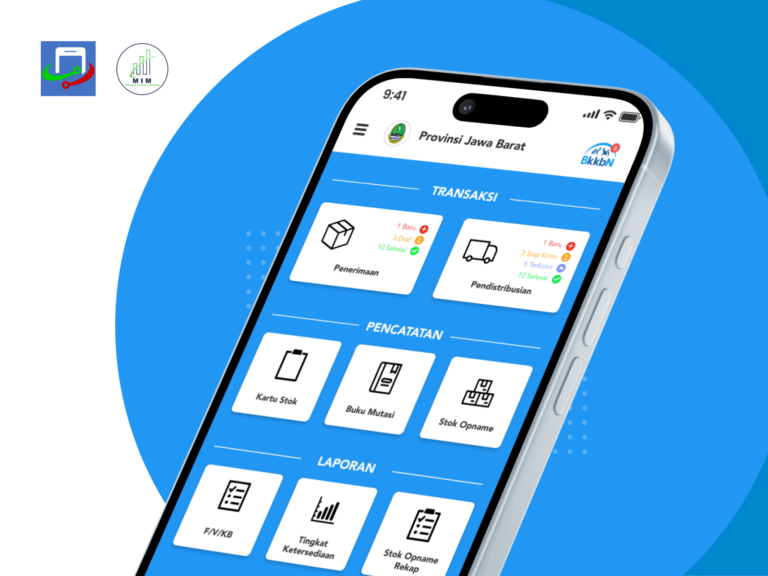 MIM
9:41
Provinsi Jawa Barat
BkkbN
TRANSAKSI
1 Baru
3 Draf
10 Selesai
Penerimaan
1 Baru
3 Siap Kirim
5 Terkirim
10 Selesai
Pendistribusian
PENCATATAN
Kartu Stok
Buku Mutasi
Stok Opname
LAPORAN
F/V/KB
Tingkat
Ketersediaan
Stok Opname
Rekap